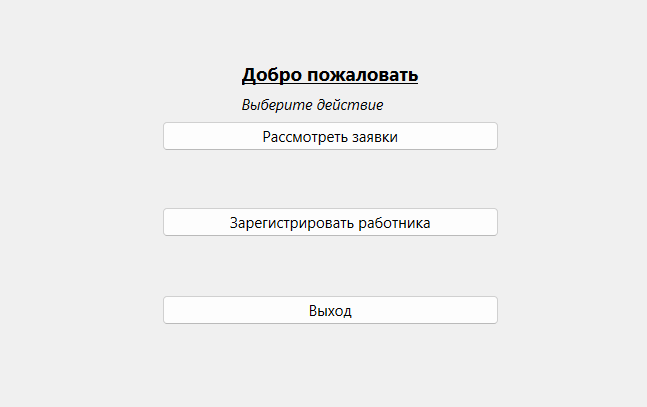 Добро пожаловать
Выберите действие
Рассмотреть заявки
Зарегистрировать работника
Выход